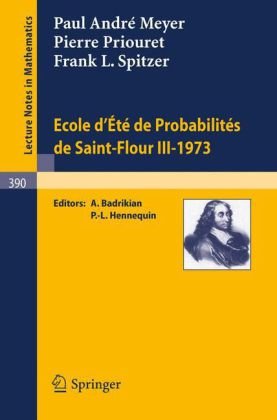 Lecture Notes in Mathematics
390
Paul André Meyer
Pierre Priouret
Frank L. Spitzer
Ecole d'Été de Probabilités
de Saint-Flour III-1973
Editors: A. Badrikian
P.-L. Hennequin
Springer